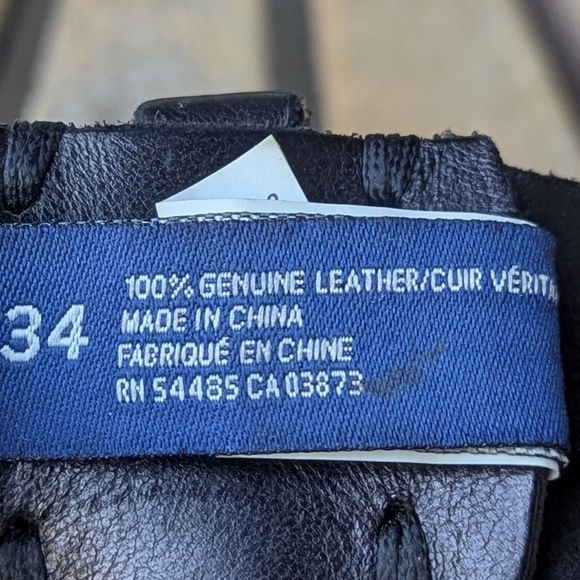 34
100% GENUINE LEATHER/CUIR VÉRITA
MADE IN CHINA
FABRIQUÉ EN CHINE
RN 54485 CA 03873